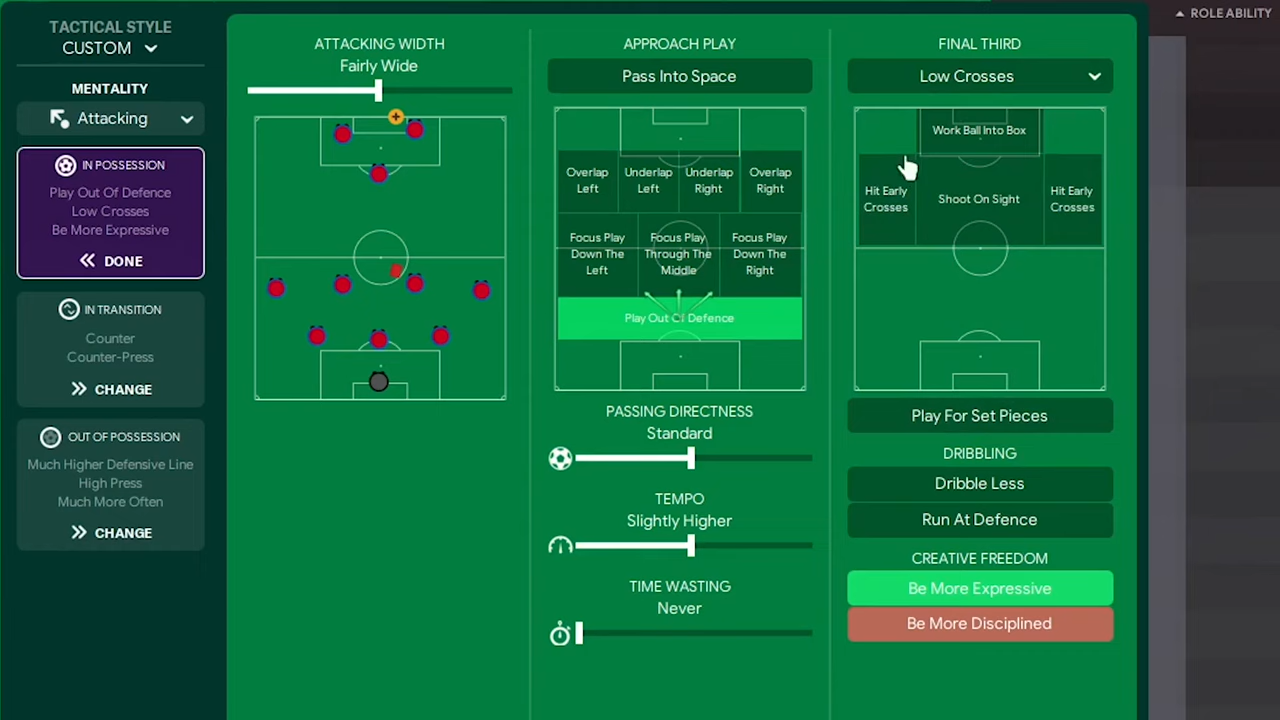 TACTICAL STYLE
CUSTOM
MENTALITY
Attacking
IN POSSESSION
Play Out Of Defence
Low Crosses
Be More Expressive
DONE
IN TRANSITION
Counter
Counter-Press
CHANGE
OUT OF POSSESSION
Much Higher Defensive Line
High Press
Much More Often
CHANGE
ATTACKING WIDTH
Fairly Wide
APPROACH PLAY
Pass Into Space
Overlap
Left
Underlap
Left
Underlap
Right
Overlap
Right
Focus Play
Down The
Left
Focus Play
Through The
Middle
Focus Play
Down The
Right
Play Out Of Defence
PASSING DIRECTNESS
Standard
TEMPO
Slightly Higher
TIME WASTING
Never
FINAL THIRD
Low Crosses
Work Ball Into Box
Hit Early
Crosses
Shoot On Sight
Hit Early
Crosses
Play For Set Pieces
DRIBBLING
Dribble Less
Run At Defence
CREATIVE FREEDOM
Be More Expressive
Be More Disciplined
ROLE ABILITY